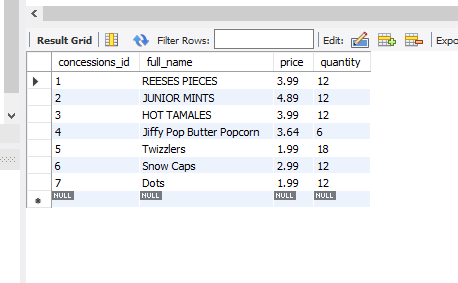 Result Grid Filter Rows: Edit: Expo
concessions_id full_name price quantity
1 REESES PIECES 3.99 12
2 JUNIOR MINTS 4.89 12
3 HOT TAMALES 3.99 12
4 Jiffy Pop Butter Popcorn 3.64 6
5 Twizzlers 1.99 18
6 Snow Caps 2.99 12
7 Dots 1.99 12
NULL NULL NULL NULL